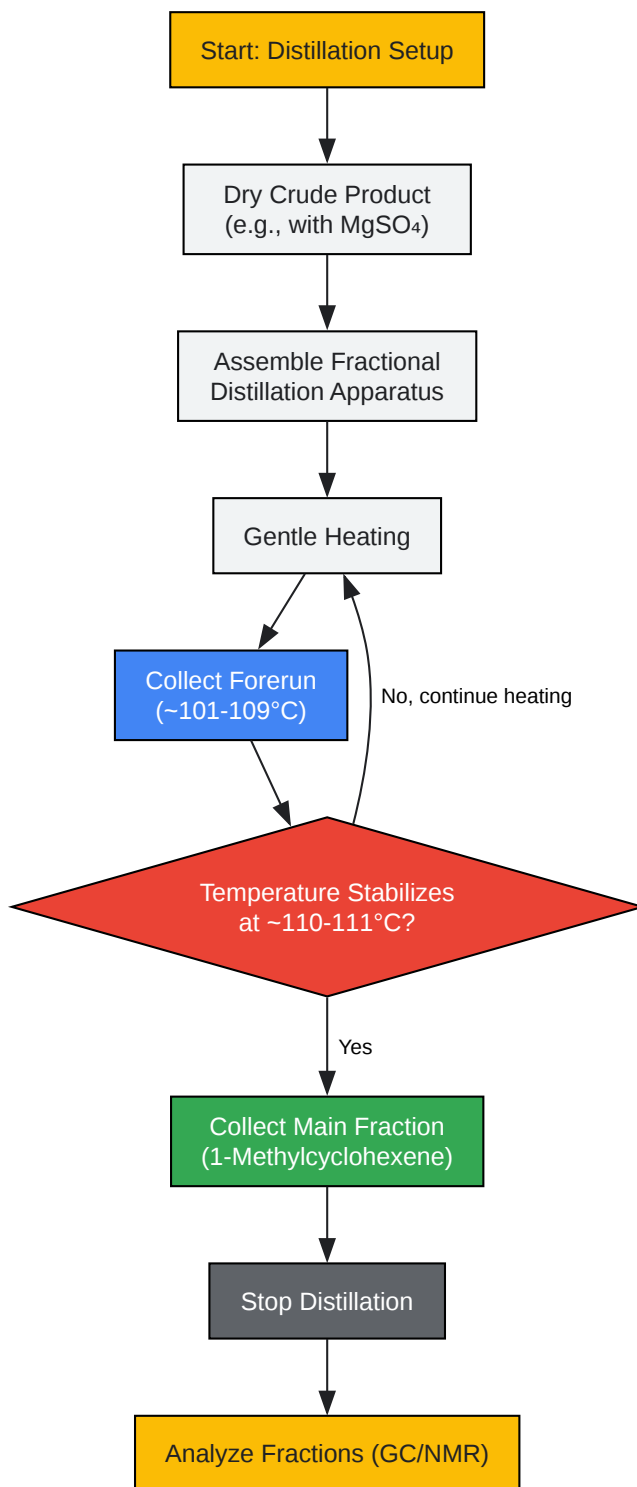 Start: Distillation Setup
Dry Crude Product
(e.g., with MgSO₄)
Assemble Fractional
Distillation Apparatus
Gentle Heating
Collect Forerun
(~101-109°C)
No, continue heating
Temperature Stabilizes
at ~110-111°C?
Yes
Collect Main Fraction
(1-Methylcyclohexene)
Stop Distillation
Analyze Fractions (GC/NMR)